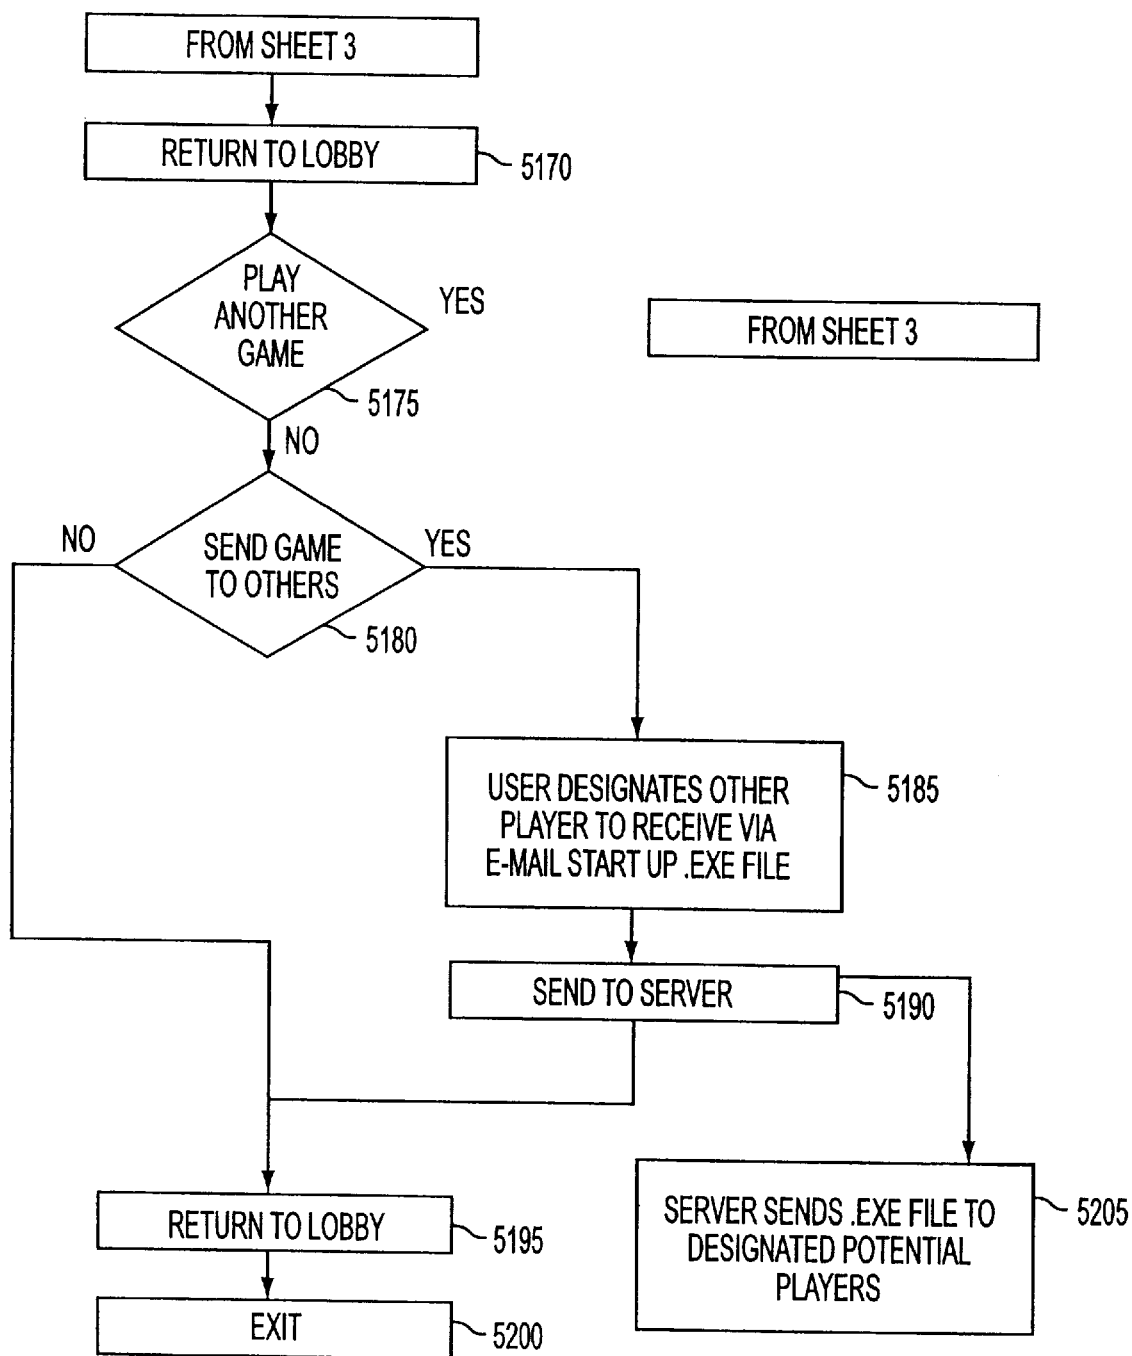 FROM SHEET 3
RETURN TO LOBBY
5170
PLAY
ANOTHER
GAME
YES
5175
FROM SHEET 3
NO
SEND GAME
TO OTHERS
NO
YES
5180
USER DESIGNATES OTHER
PLAYER TO RECEIVE VIA
E-MAIL START UP .EXE FILE
5185
SEND TO SERVER
5190
RETURN TO LOBBY
5195
SERVER SENDS .EXE FILE TO
DESIGNATED POTENTIAL
PLAYERS
5205
EXIT
5200